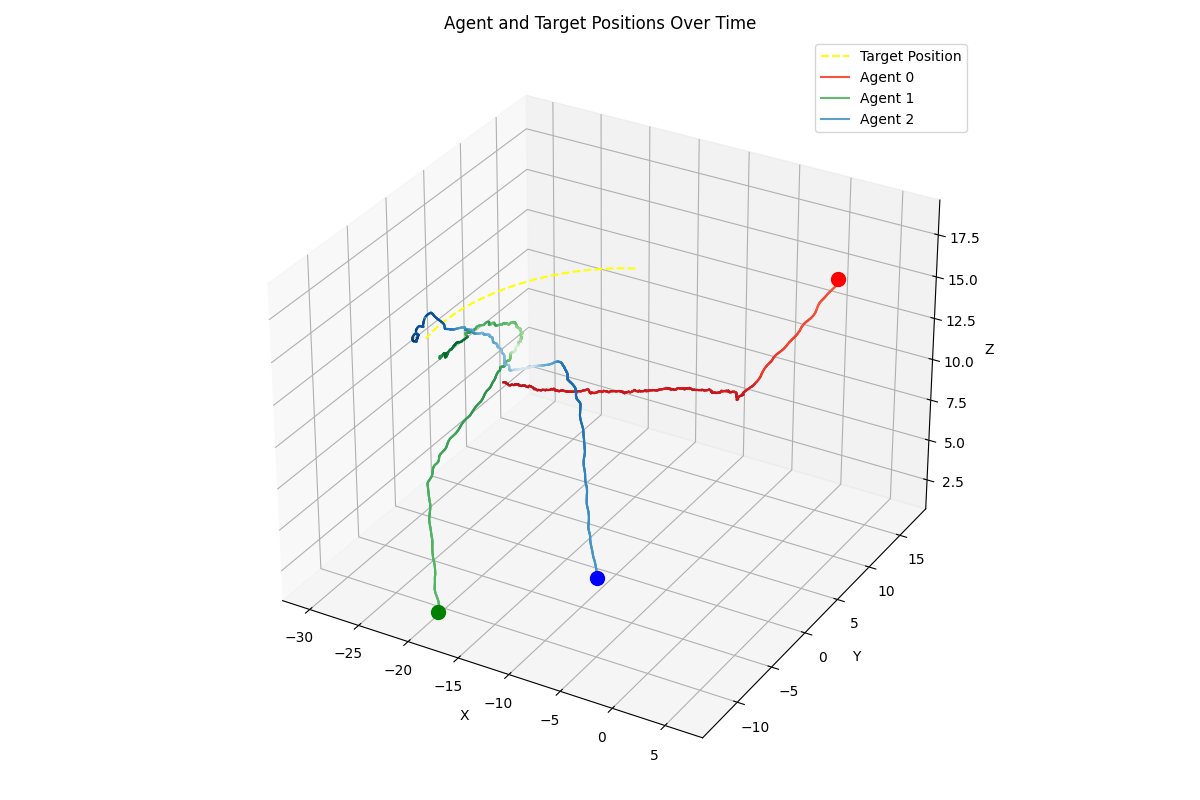 Agent and Target Positions Over Time
Target Position
Agent 0
Agent 1
Agent 2
17.5
15.0
12.5
10.0
7.5
5.0
2.5
Z
15
10
5
0
−5
−10
Y
−30
−25
−20
−15
−10
−5
0
5
X